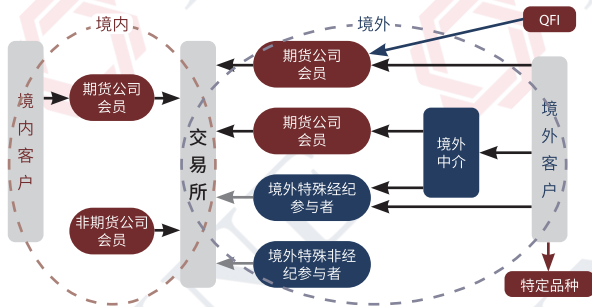 境内
境外
QFI
境内客户
期货公司
会员
非期货公司
会员
交易所
期货公司
会员
期货公司
会员
境外特殊经纪
参与者
境外特殊非经
纪参与者
境外
中介
境外客户
特定品种